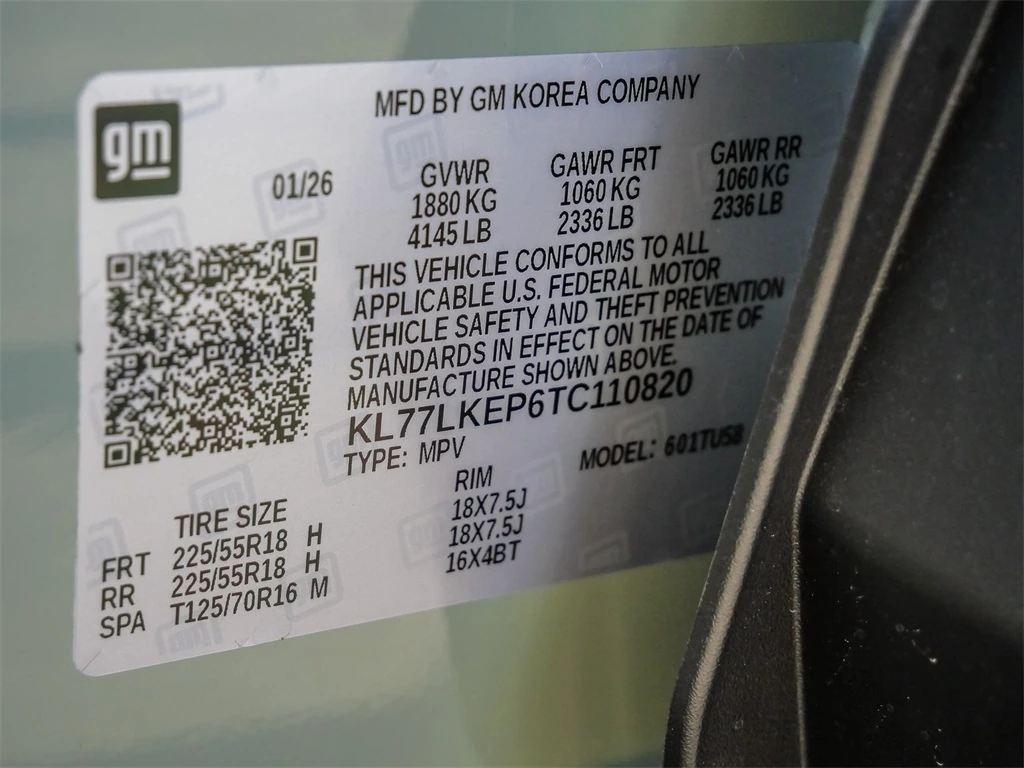 gm
MFD BY GM KOREA COMPANY
01/26
GVWR GAWR FRT GAWR RR
1880 KG 1060 KG 1060 KG
4145 LB 2336 LB 2336 LB
THIS VEHICLE CONFORMS TO ALL
APPLICABLE U.S. FEDERAL MOTOR
VEHICLE SAFETY AND THEFT PREVENTION
STANDARDS IN EFFECT ON THE DATE OF
MANUFACTURE SHOWN ABOVE.
KL77LKEP6TC110820
TYPE: MPV MODEL: 601TU58
TIRE SIZE RIM
FRT 225/55R18 H 18X7.5J
RR 225/55R18 H 18X7.5J
SPA T125/70R16 M 16X4BT